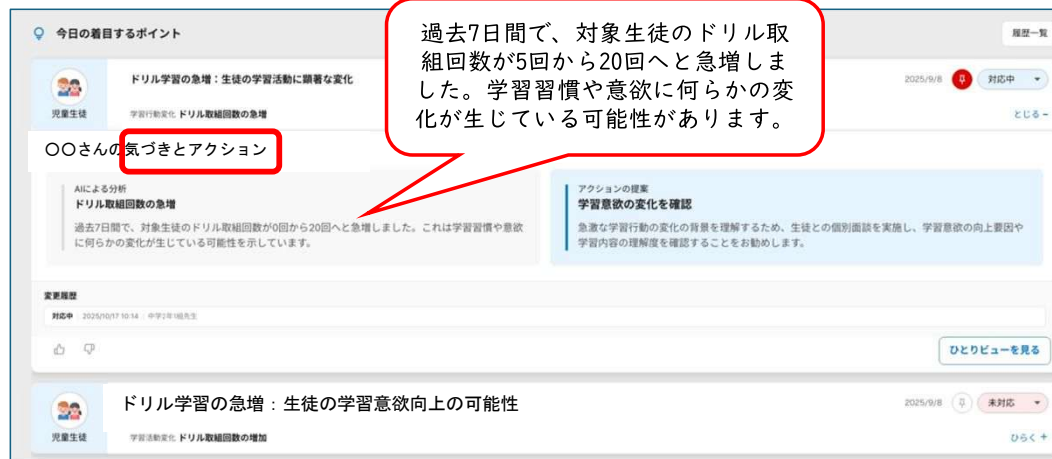 今日の着目するポイント
履歴一覧
過去7日間で、対象生徒のドリル取
組回数が5回から20回へと急増しま
した。学習習慣や意欲に何らかの変
化が生じている可能性があります。
児童生徒
ドリル学習の急増：生徒の学習活動に顕著な変化
2025/9/8 対応中
学習行動変化 ドリル取組回数の急増
とじる −
〇〇さんの気づきとアクション
AIによる分析
ドリル取組回数の急増
過去7日間で、対象生徒のドリル取組回数が0回から20回へと急増しました。これは学習習慣や意欲
に何らかの変化が生じている可能性を示しています。
アクションの提案
学習意欲の変化を確認
急激な学習行動の変化の背景を理解するため、生徒との個別面談を実施し、学習意欲の向上要因や
学習内容の理解度を確認することをお勧めします。
変更履歴
対応中 2025/10/17 10:14 中学2年1組先生
ひとりビューを見る
児童生徒
ドリル学習の急増：生徒の学習意欲向上の可能性
2025/9/8 未対応
学習活動変化 ドリル取組回数の増加
ひらく +